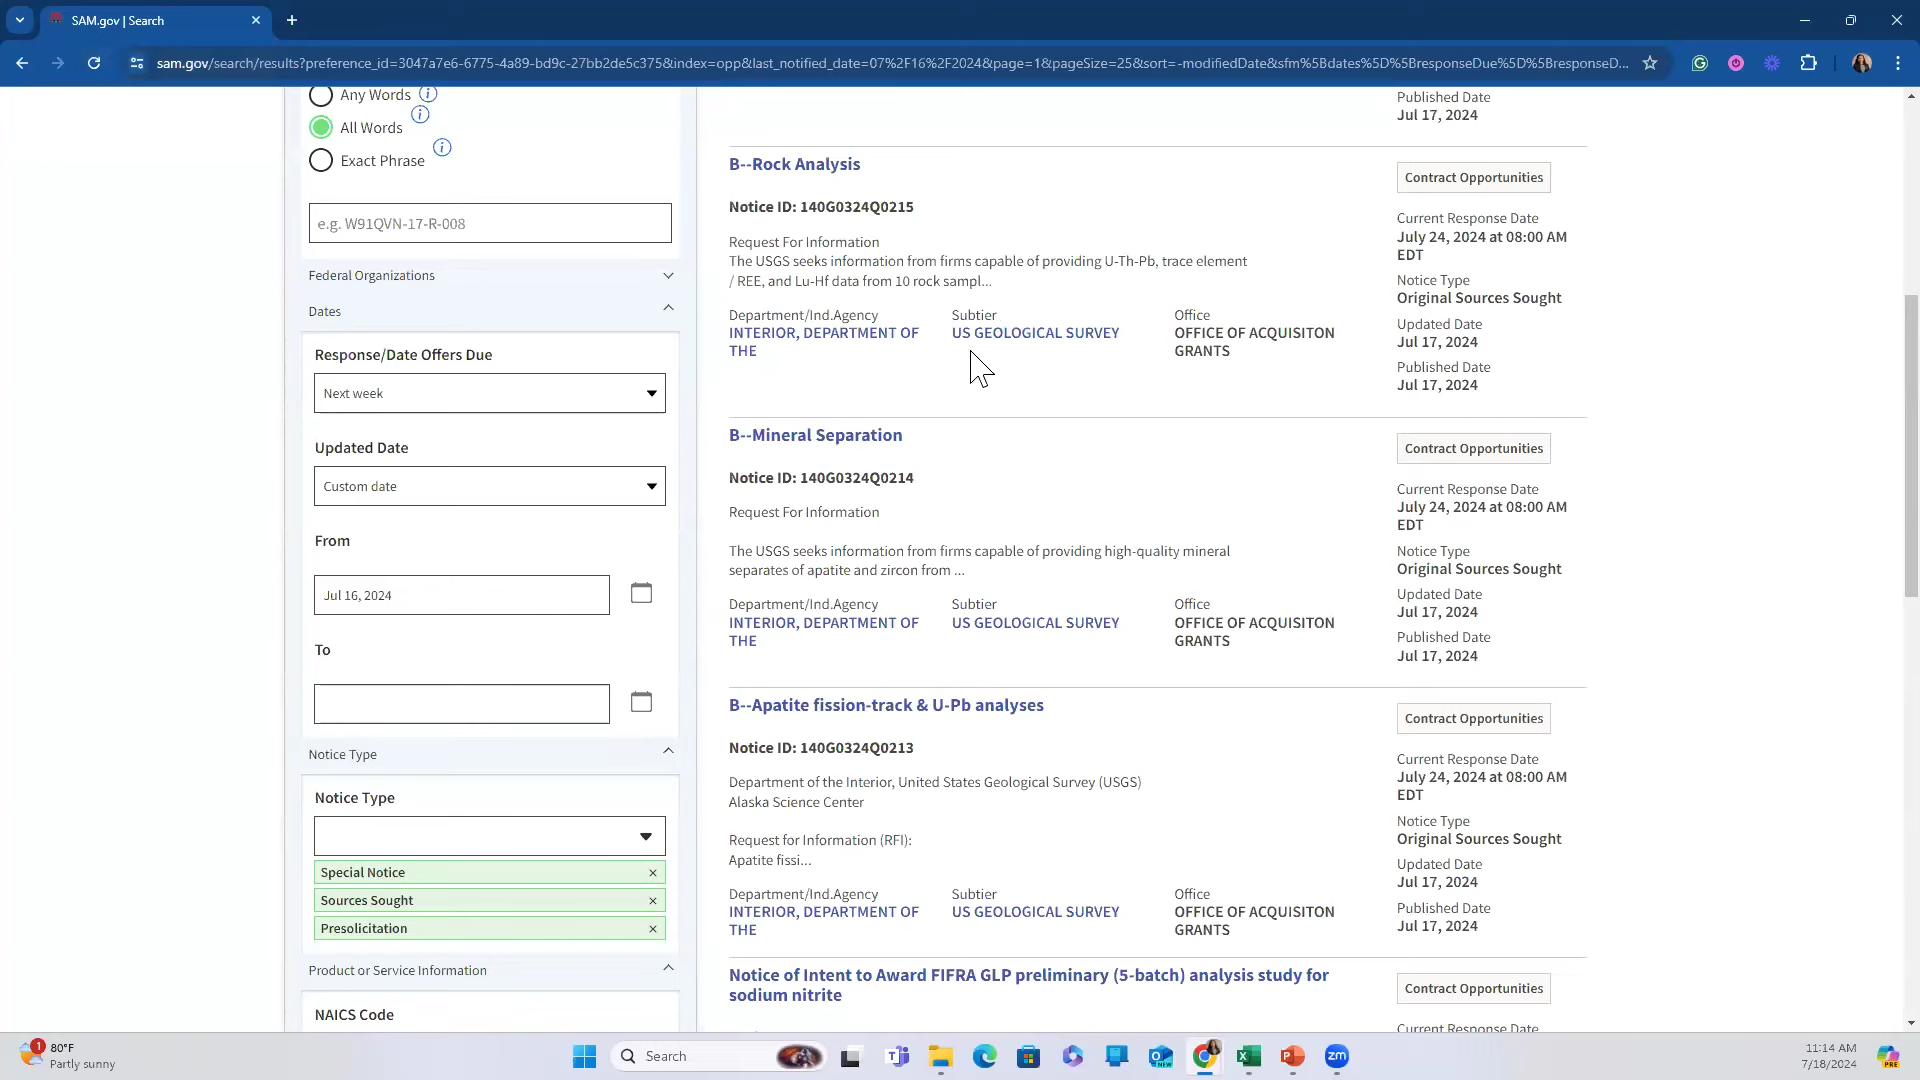 SAM.gov | Search
sam.gov/search/results?preference_id=3047a7e6-6775-4a89-bd9c-27bb2de5c375&index=opp&last_notified_date=07%2F16%2F2024&page=1&pageSize=25&sort=-modifiedDate&sfm%5Bdates%5D%5BresponseDue%5D%5BresponseD...
Any Words
All Words
Exact Phrase
e.g. W91QVN-17-R-008
Federal Organizations
Dates
Response/Date Offers Due
Next week
Updated Date
Custom date
From
Jul 16, 2024
To
Notice Type
Notice Type
Special Notice
Sources Sought
Presolicitation
Product or Service Information
NAICS Code
Published Date
Jul 17, 2024
B--Rock Analysis
Notice ID: 140G0324Q0215
Request For Information
The USGS seeks information from firms capable of providing U-Th-Pb, trace element
/ REE, and Lu-Hf data from 10 rock sampl...
Department/Ind.Agency
INTERIOR, DEPARTMENT OF
THE
Subtier
US GEOLOGICAL SURVEY
Office
OFFICE OF ACQUISITON
GRANTS
Contract Opportunities
Current Response Date
July 24, 2024 at 08:00 AM
EDT
Notice Type
Original Sources Sought
Updated Date
Jul 17, 2024
Published Date
Jul 17, 2024
B--Mineral Separation
Notice ID: 140G0324Q0214
Request For Information
The USGS seeks information from firms capable of providing high-quality mineral
separates of apatite and zircon from ...
Department/Ind.Agency
INTERIOR, DEPARTMENT OF
THE
Subtier
US GEOLOGICAL SURVEY
Office
OFFICE OF ACQUISITON
GRANTS
Contract Opportunities
Current Response Date
July 24, 2024 at 08:00 AM
EDT
Notice Type
Original Sources Sought
Updated Date
Jul 17, 2024
Published Date
Jul 17, 2024
B--Apatite fission-track & U-Pb analyses
Notice ID: 140G0324Q0213
Department of the Interior, United States Geological Survey (USGS)
Alaska Science Center
Request for Information (RFI):
Apatite fissi...
Department/Ind.Agency
INTERIOR, DEPARTMENT OF
THE
Subtier
US GEOLOGICAL SURVEY
Office
OFFICE OF ACQUISITON
GRANTS
Contract Opportunities
Current Response Date
July 24, 2024 at 08:00 AM
EDT
Notice Type
Original Sources Sought
Updated Date
Jul 17, 2024
Published Date
Jul 17, 2024
Notice of Intent to Award FIFRA GLP preliminary (5-batch) analysis study for
sodium nitrite
Contract Opportunities
Current Response Date
1
80°F
Partly sunny
Search
NEW
zm
11:14 AM
7/18/2024
PRE